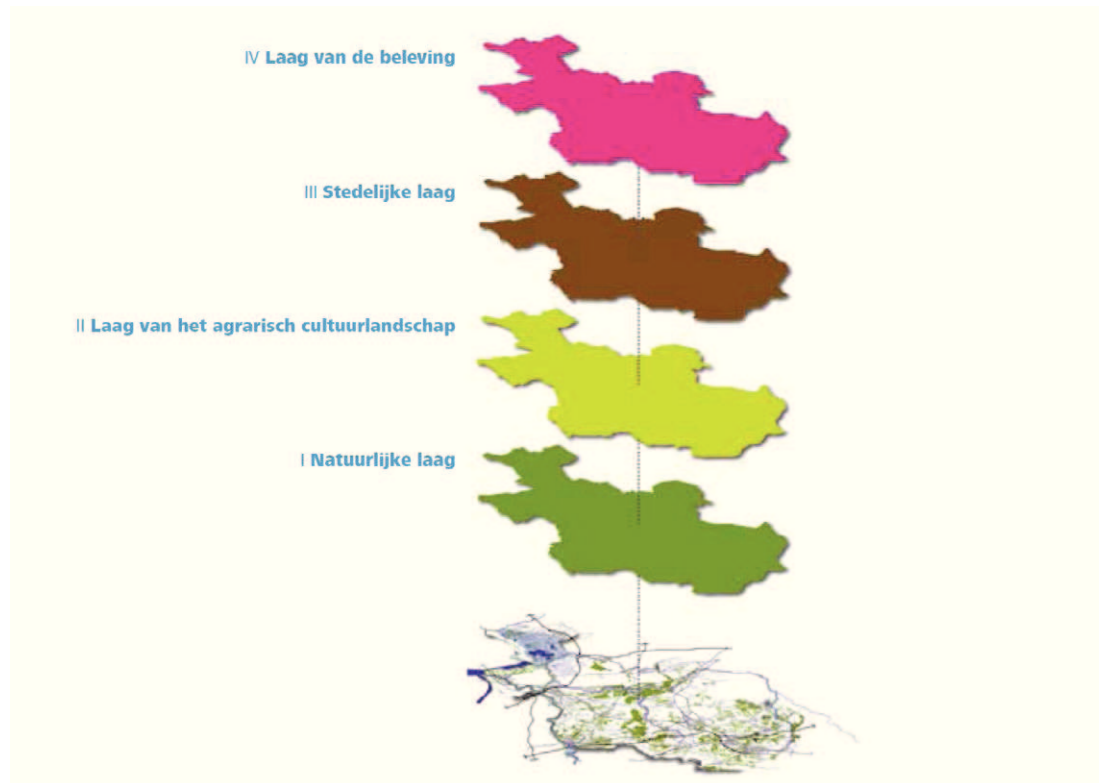 IV Laag van de beleving
III Stedelijke laag
II Laag van het agrarisch cultuurlandschap
I Natuurlijke laag